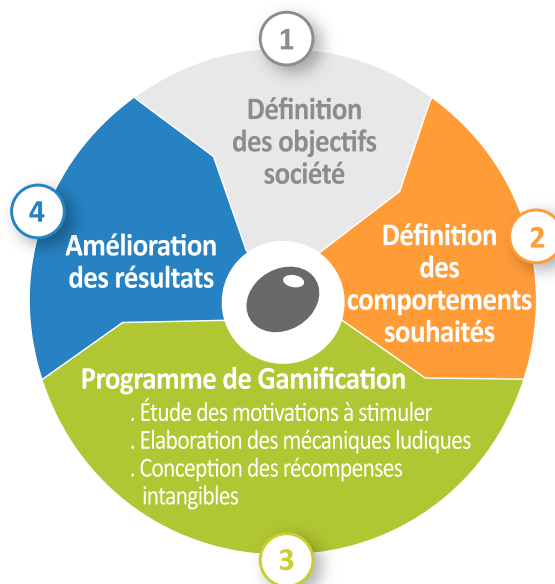 1
Définition
des objectifs
société
2
Définition
des
comportements
souhaités
3
Programme de Gamification
. Étude des motivations à stimuler
. Elaboration des mécaniques ludiques
. Conception des récompenses
intangibles
4
Amélioration
des résultats